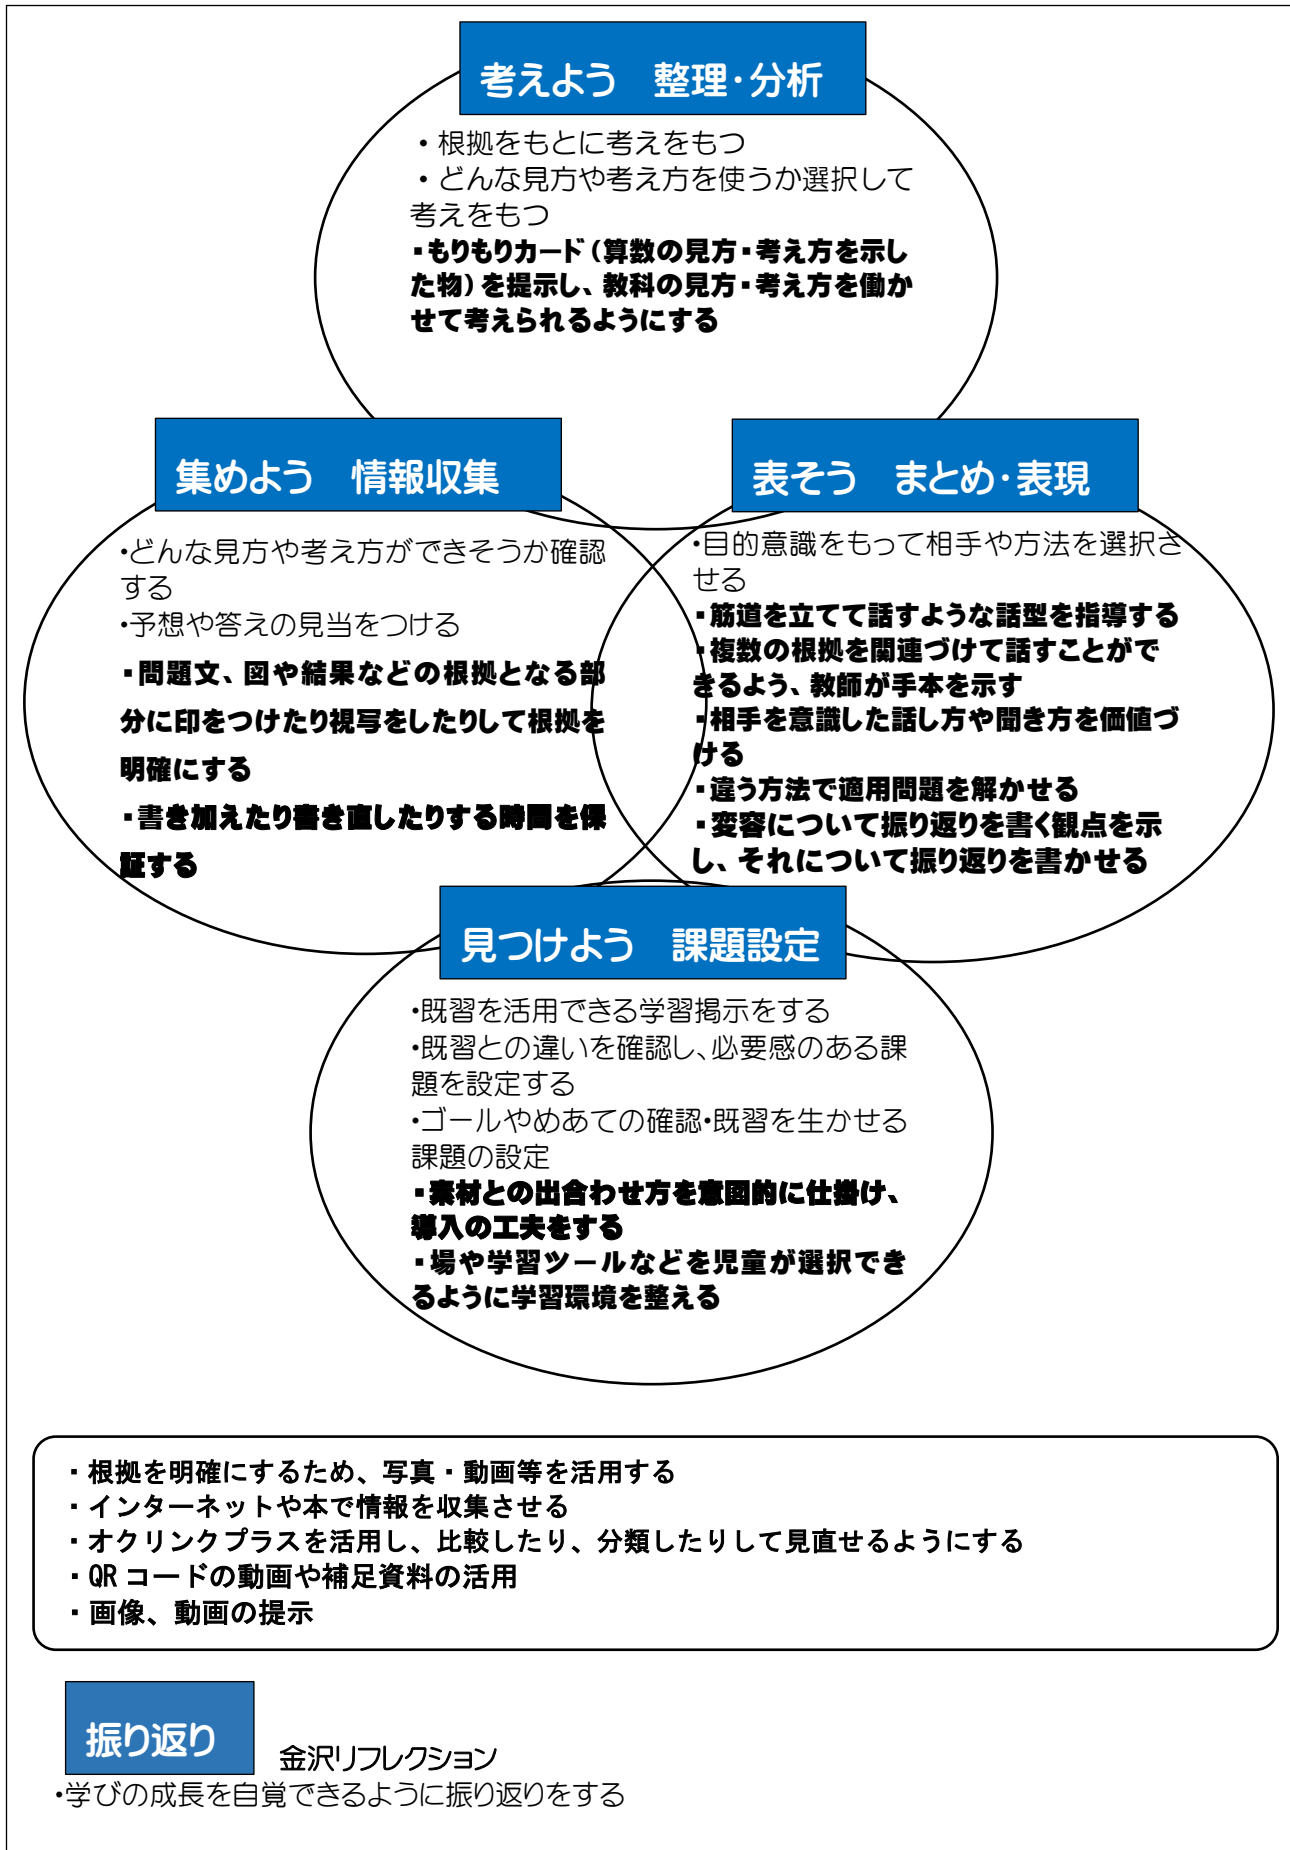 考えよう　整理・分析
・根拠をもとに考えをもつ
・どんな見方や考え方を使うか選択して
考えをもつ
・もりもりカード（算数の見方・考え方を示し
た物）を提示し、教科の見方・考え方を働か
せて考えられるようにする
集めよう　情報収集
・どんな見方や考え方ができそうか確認
する
・予想や答えの見当をつける
・問題文、図や結果などの根拠となる部
分に印をつけたり視写をしたりして根拠を
明確にする
・書き加えたり書き直したりする時間を保
証する
表そう　まとめ・表現
・目的意識をもって相手や方法を選択さ
せる
・筋道を立てて話すような話型を指導する
・複数の根拠を関連づけて話すことがで
きるよう、教師が手本を示す
・相手を意識した話し方や聞き方を価値づ
ける
・違う方法で適用問題を解かせる
・変容について振り返りを書く観点を示
し、それについて振り返りを書かせる
見つけよう　課題設定
・既習を活用できる学習掲示をする
・既習との違いを確認し、必要感のある課
題を設定する
・ゴールやめあての確認・既習を生かせる
課題の設定
・素材との出合わせ方を意図的に仕掛け、
導入の工夫をする
・場や学習ツールなどを児童が選択でき
るように学習環境を整える
・根拠を明確にするため、写真・動画等を活用する
・インターネットや本で情報を収集させる
・オクリンクプラスを活用し、比較したり、分類したりして見直せるようにする
・QRコードの動画や補足資料の活用
・画像、動画の提示
振り返り
金沢リフレクション
・学びの成長を自覚できるように振り返りをする